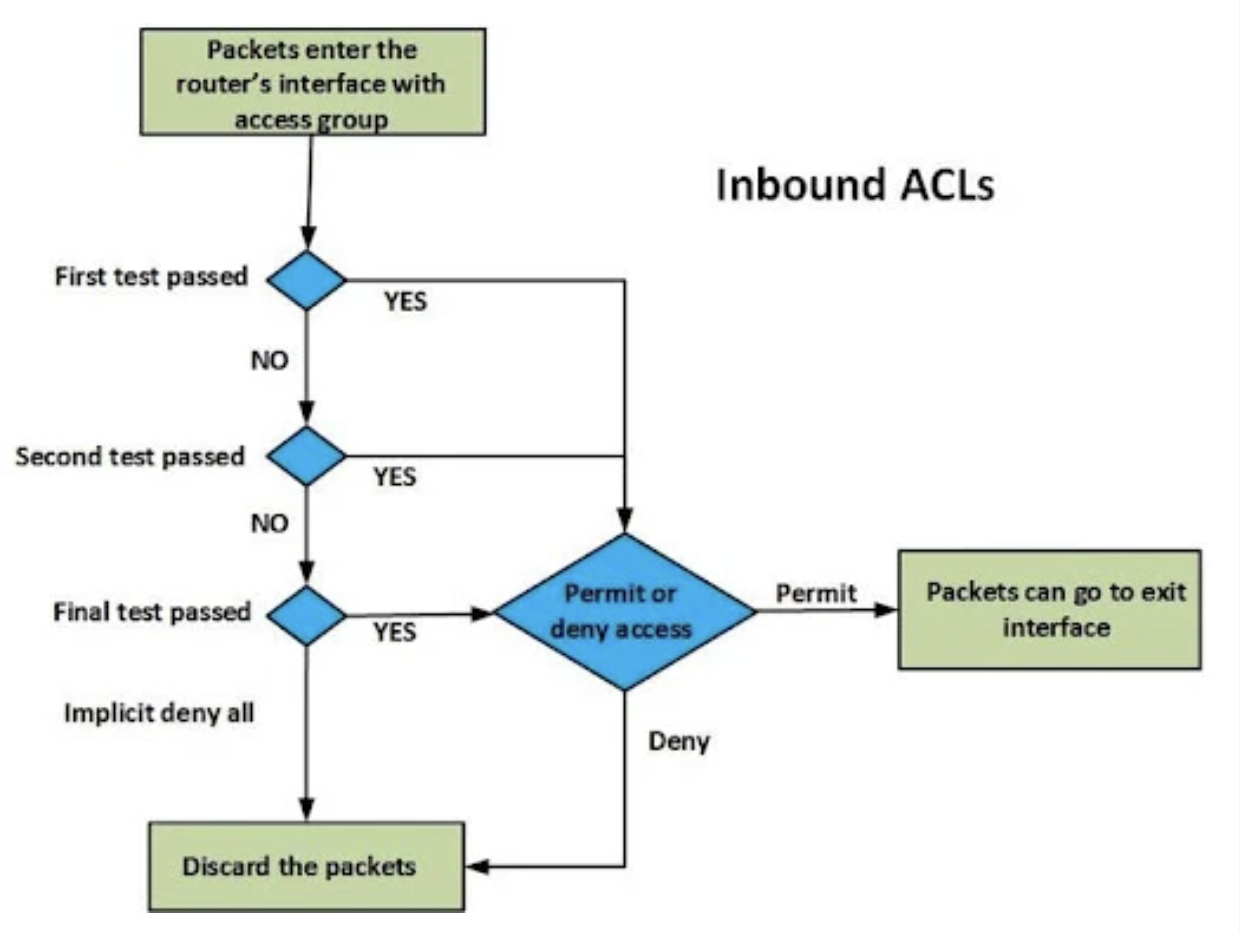 Packets enter the
router's interface with
access group
Inbound ACLs
First test passed
YES
NO
Second test passed
YES
NO
Final test passed
YES
Permit or
deny access
Permit
Packets can go to exit
interface
Implicit deny all
Deny
Discard the packets